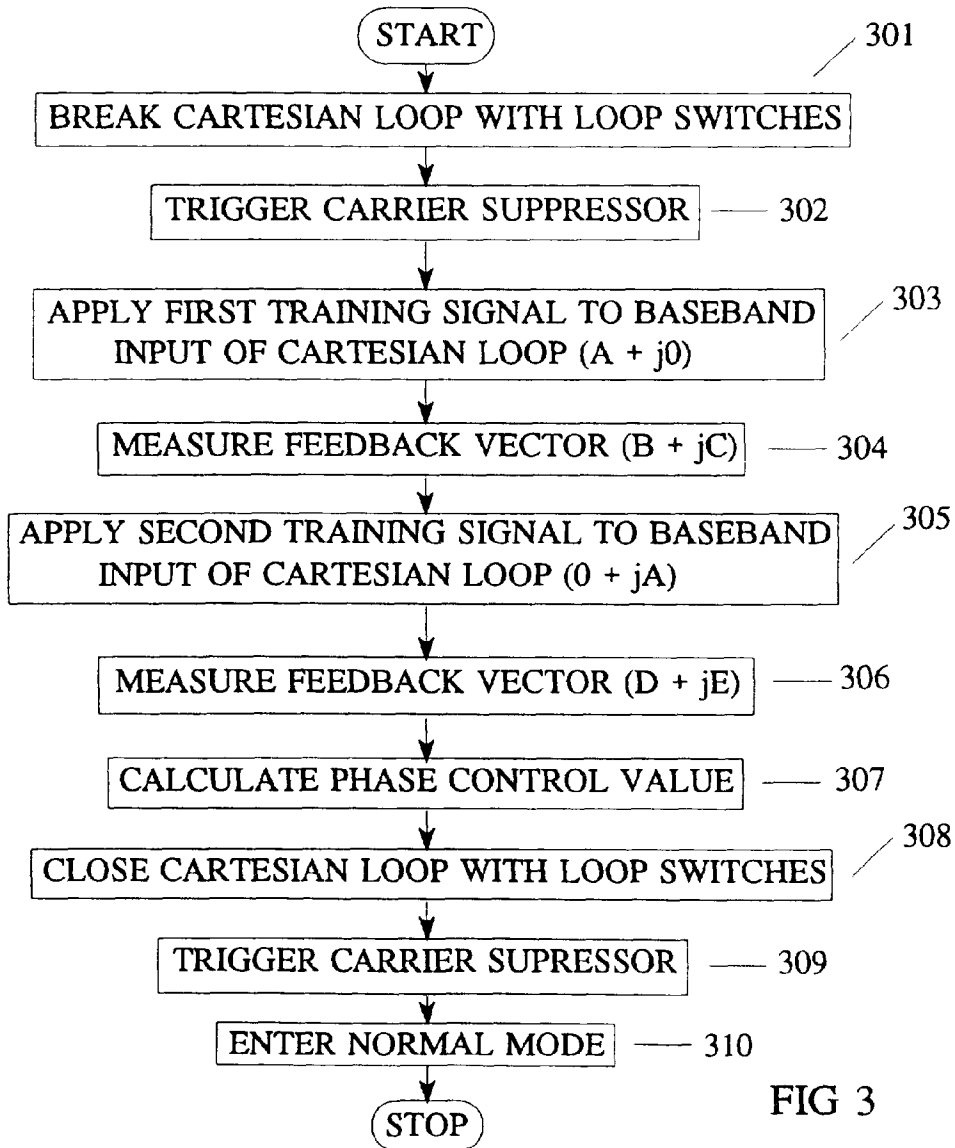 START
301
BREAK CARTESIAN LOOP WITH LOOP SWITCHES
TRIGGER CARRIER SUPPRESSOR
302
303
APPLY FIRST TRAINING SIGNAL TO BASEBAND
INPUT OF CARTESIAN LOOP (A + j0)
MEASURE FEEDBACK VECTOR (B + jC)
304
305
APPLY SECOND TRAINING SIGNAL TO BASEBAND
INPUT OF CARTESIAN LOOP (0 + jA)
MEASURE FEEDBACK VECTOR (D + jE)
306
CALCULATE PHASE CONTROL VALUE
307
308
CLOSE CARTESIAN LOOP WITH LOOP SWITCHES
TRIGGER CARRIER SUPRESSOR
309
ENTER NORMAL MODE
310
STOP
FIG 3